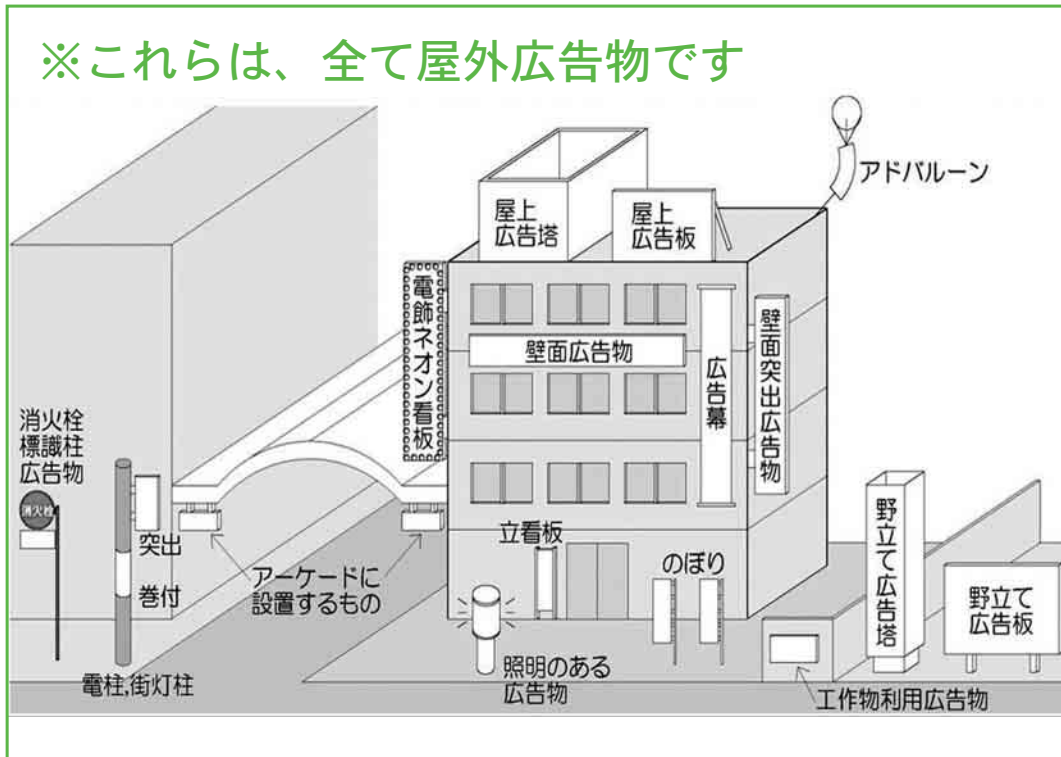 ※これらは、全て屋外広告物です
アドバルーン
屋上
広告塔
屋上
広告板
電飾ネオン看板
壁面広告物
広告幕
壁面突出広告物
消火栓
標識柱
広告物
消火栓
突出
巻付
電柱,街灯柱
アーケードに
設置するもの
立看板
のぼり
照明のある
広告物
野立て広告塔
野立て
広告板
工作物利用広告物